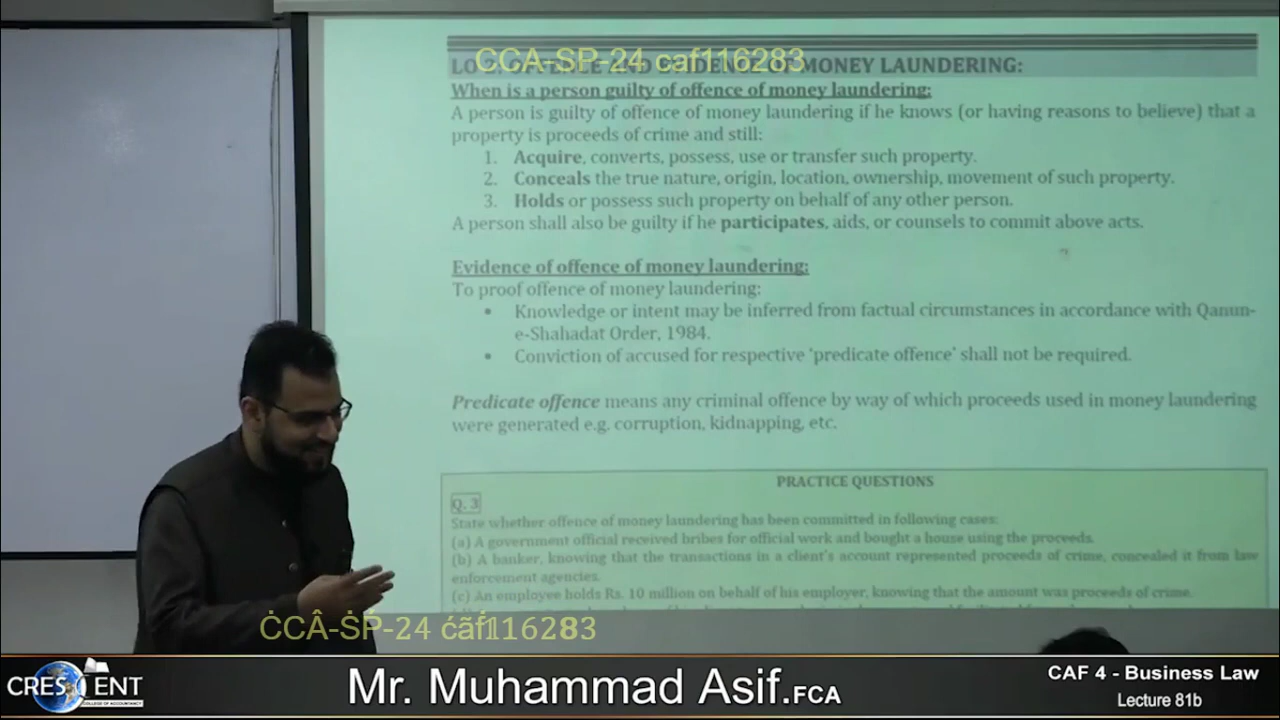 CCA-SP-24 caf116283
MONEY LAUNDERING:
When is a person guilty of offence of money laundering:
A person is guilty of offence of money laundering if he knows (or having reasons to believe) that a
property is proceeds of crime and still:
1. Acquire, converts, possess, use or transfer such property.
2. Conceals the true nature, origin, location, ownership, movement of such property.
3. Holds or possess such property on behalf of any other person.
A person shall also be guilty if he participates, aids, or counsels to commit above acts.
Evidence of offence of money laundering:
To proof offence of money laundering:
• Knowledge or intent may be inferred from factual circumstances in accordance with Qanun-
e-Shahadat Order, 1984.
• Conviction of accused for respective 'predicate offence' shall not be required.
Predicate offence means any criminal offence by way of which proceeds used in money laundering
were generated e.g. corruption, kidnapping, etc.
PRACTICE QUESTIONS
Q. 3
State whether offence of money laundering has been committed in following cases:
(a) A government official received bribes for official work and bought a house using the proceeds.
(b) A banker, knowing that the transactions in a client's account represented proceeds of crime, concealed it from law
enforcement agencies.
(c) An employee holds Rs. 10 million on behalf of his employer, knowing that the amount was proceeds of crime.
ĊCÂ-ṠṔ-24 ćãḟ𝟙16283
CRESCENT
COLLEGE OF ACCOUNTANCY
Mr. Muhammad Asif.FCA
CAF 4 - Business Law
Lecture 81b